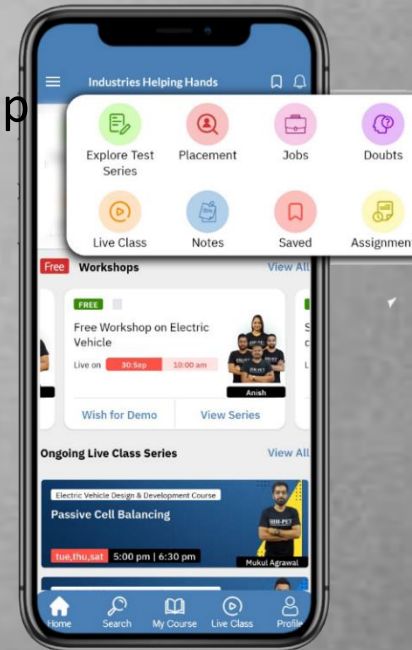 Industries Helping Hands
p
Explore Test
Series
Placement
Jobs
Doubts
Live Class
Notes
Saved
Assignment
Free Workshops View All
FREE
Free Workshop on Electric
Vehicle
Live on 30:Sep 10:00 am
Anish
Wish for Demo View Series
Ongoing Live Class Series View All
Electric Vehicle Design & Development Course
Passive Cell Balancing
tue,thu,sat 5:00 pm | 6:30 pm
Mukul Agrawal
Home
Search
My Course
Live Class
Profile